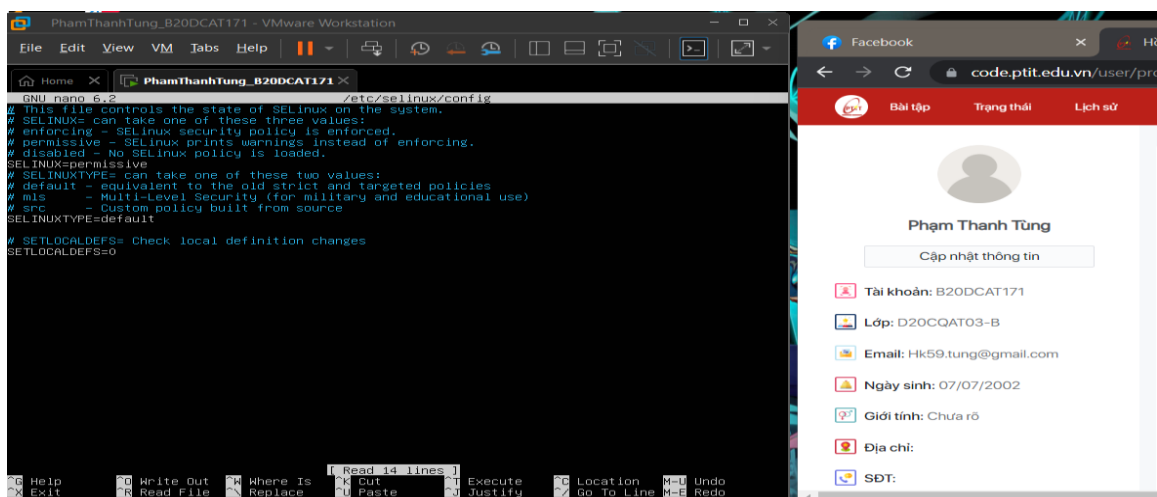 PhamThanhTung_B20DCAT171 - VMware Workstation
File Edit View VM Tabs Help
Home
PhamThanhTung_B20DCAT171
GNU nano 6.2 /etc/selinux/config
# This file controls the state of SELinux on the system.
# SELINUX= can take one of these three values:
# enforcing - SELinux security policy is enforced.
# permissive - SELinux prints warnings instead of enforcing.
# disabled - No SELinux policy is loaded.
SELINUX=permissive
# SELINUXTYPE= can take one of these two values:
# default - equivalent to the old strict and targeted policies
# mls - Multi-Level Security (for military and educational use)
# src - Custom policy built from source
SELINUXTYPE=default
# SETLOCALDEFS= Check local definition changes
SETLOCALDEFS=0
[ Read 14 lines ]
^G Help ^O Write Out ^W Where Is ^K Cut ^T Execute ^C Location M-U Undo
^X Exit ^R Read File ^\ Replace ^U Paste ^J Justify ^/ Go To Line M-E Redo
Facebook
code.ptit.edu.vn/user/pro
Bài tập Trạng thái Lịch sử
Phạm Thanh Tùng
Cập nhật thông tin
Tài khoản: B20DCAT171
Lớp: D20CQAT03-B
Email: Hk59.tung@gmail.com
Ngày sinh: 07/07/2002
Giới tính: Chưa rõ
Địa chỉ:
SĐT: